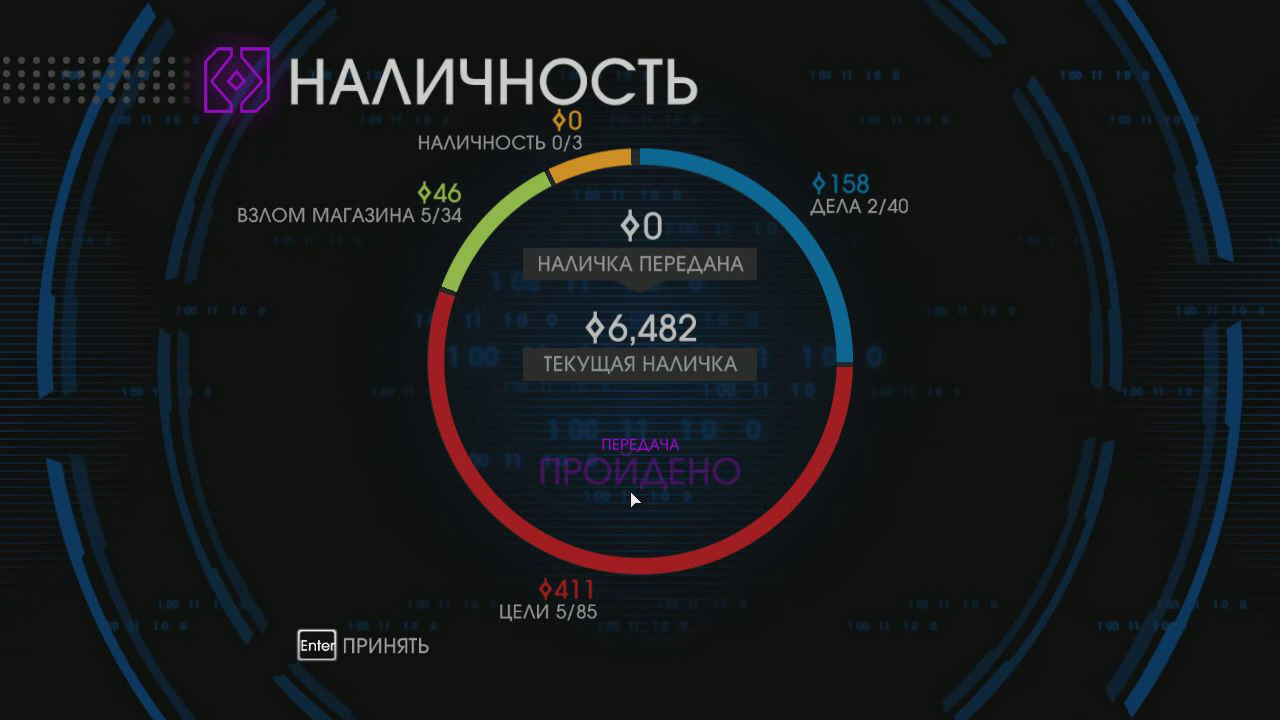 НАЛИЧНОСТЬ
0
НАЛИЧНОСТЬ 0/3
46
ВЗЛОМ МАГАЗИНА 5/34
158
ДЕЛА 2/40
0
НАЛИЧКА ПЕРЕДАНА
6,482
ТЕКУЩАЯ НАЛИЧКА
ПЕРЕДАЧА
ПРОЙДЕНО
411
ЦЕЛИ 5/85
Enter ПРИНЯТЬ